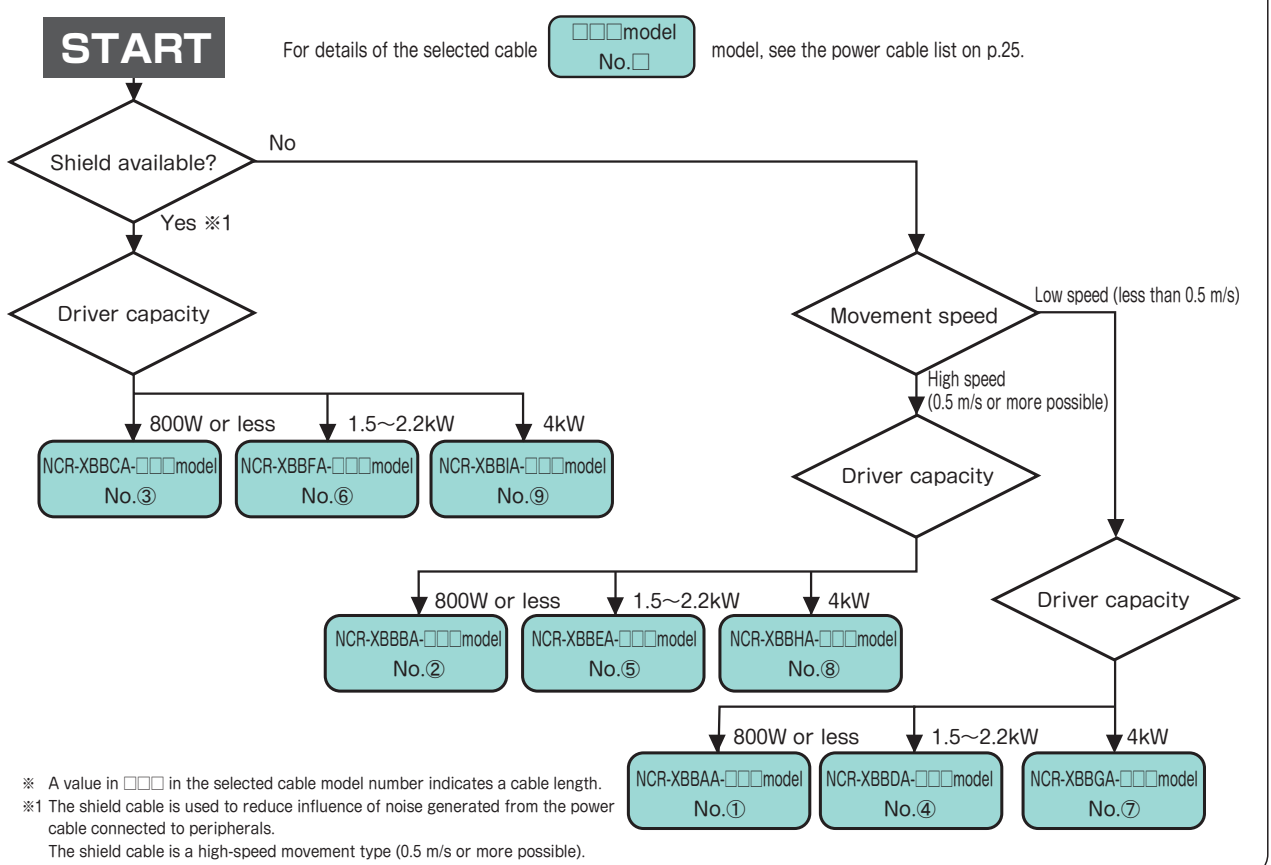 START
For details of the selected cable
□□□model
No.□
model, see the power cable list on p.25.
Shield available?
No
Yes ※1
Driver capacity
Movement speed
Low speed (less than 0.5 m/s)
High speed
(0.5 m/s or more possible)
800W or less
1.5～2.2kW
4kW
NCR-XBBCA-□□□model
No.③
NCR-XBBFA-□□□model
No.⑥
NCR-XBBIA-□□□model
No.⑨
Driver capacity
800W or less
1.5～2.2kW
4kW
NCR-XBBBA-□□□model
No.②
NCR-XBBEA-□□□model
No.⑤
NCR-XBBHA-□□□model
No.⑧
Driver capacity
800W or less
1.5～2.2kW
4kW
NCR-XBBAA-□□□model
No.①
NCR-XBBDA-□□□model
No.④
NCR-XBBGA-□□□model
No.⑦
※ A value in □□□ in the selected cable model number indicates a cable length.
※1 The shield cable is used to reduce influence of noise generated from the power
cable connected to peripherals.
The shield cable is a high-speed movement type (0.5 m/s or more possible).